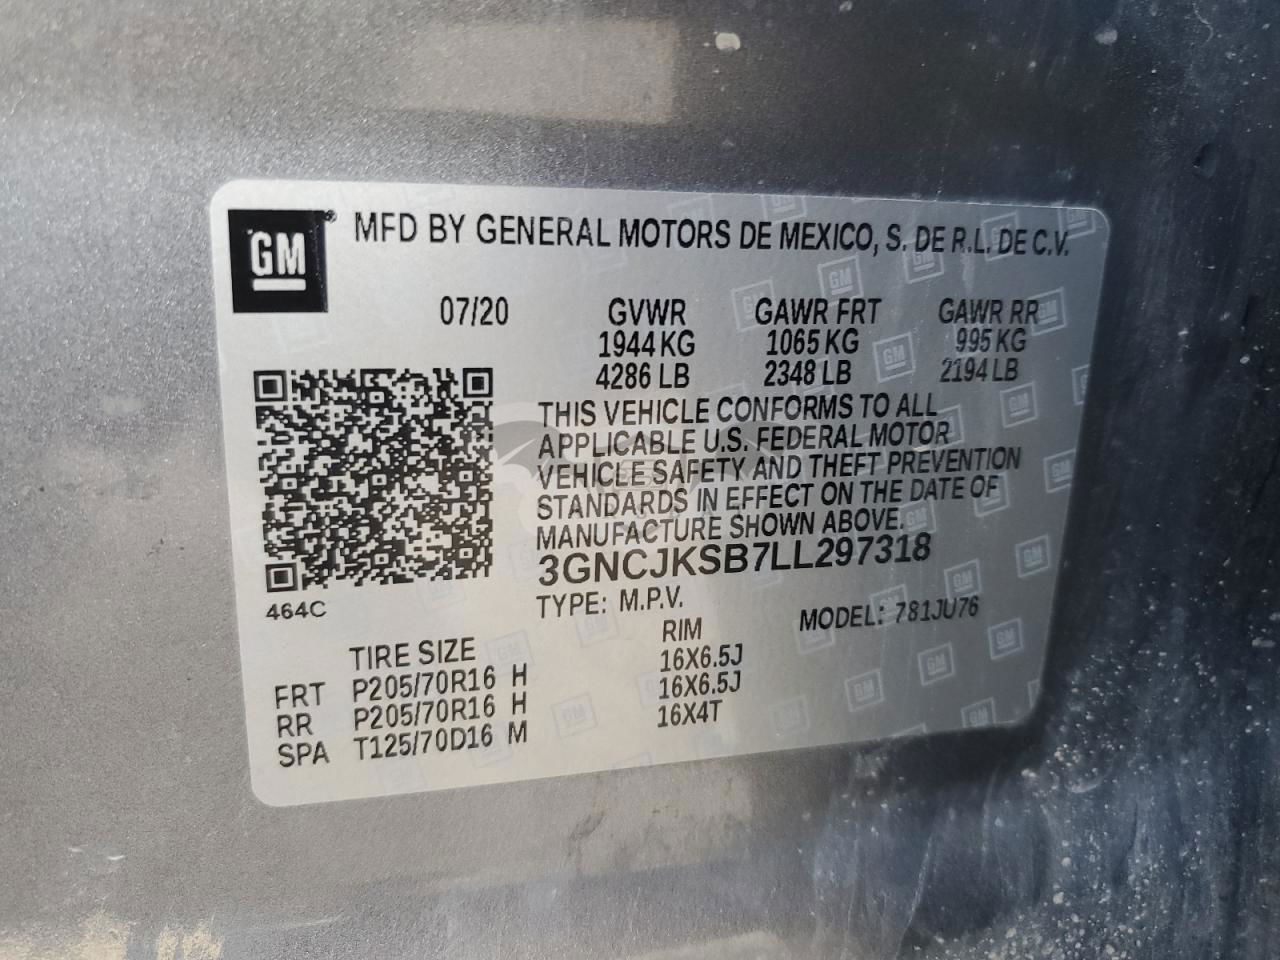 GM ® MFD BY GENERAL MOTORS DE MEXICO, S. DE R.L. DE C.V.
07/20 GVWR GAWR FRT GAWR RR
1944 KG 1065 KG 995 KG
4286 LB 2348 LB 2194 LB
THIS VEHICLE CONFORMS TO ALL
APPLICABLE U.S. FEDERAL MOTOR
VEHICLE SAFETY AND THEFT PREVENTION
STANDARDS IN EFFECT ON THE DATE OF
MANUFACTURE SHOWN ABOVE.
3GNCJKSB7LL297318
464C
TYPE: M.P.V. MODEL: 781JU76
TIRE SIZE RIM
FRT P205/70R16 H 16X6.5J
RR P205/70R16 H 16X6.5J
SPA T125/70D16 M 16X4T